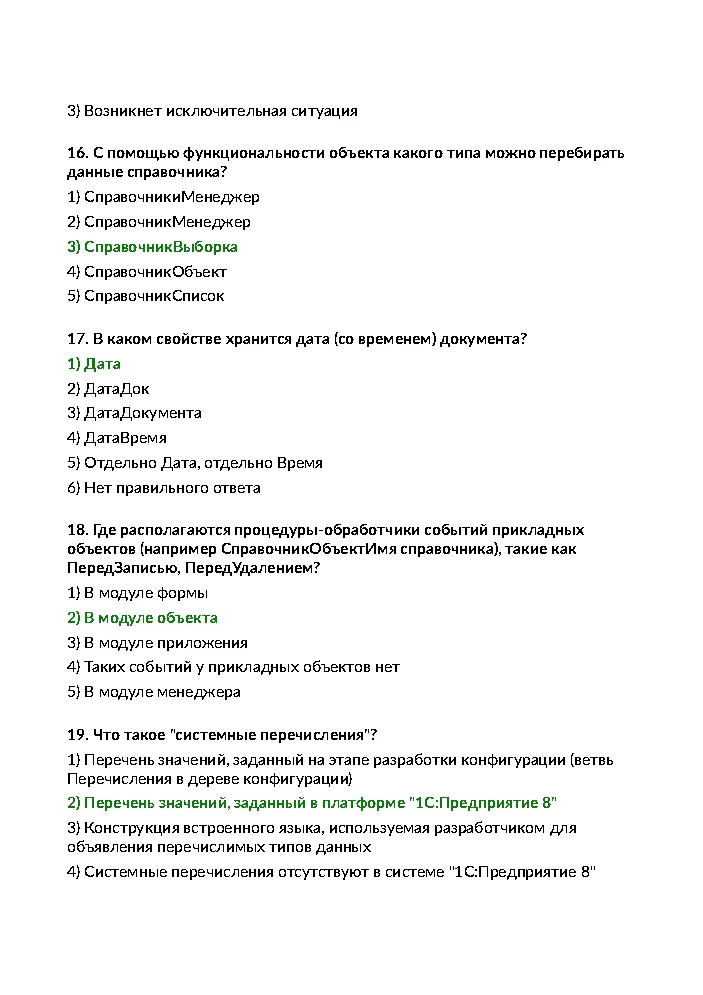 3) Возникнет исключительная ситуация
16. С помощью функциональности объекта какого типа можно перебирать
данные справочника?
1) СправочникиМенеджер
2) СправочникМенеджер
3) СправочникВыборка
4) СправочникОбъект
5) СправочникСписок
17. В каком свойстве хранится дата (со временем) документа?
1) Дата
2) ДатаДок
3) ДатаДокумента
4) ДатаВремя
5) Отдельно Дата, отдельно Время
6) Нет правильного ответа
18. Где располагаются процедуры-обработчики событий прикладных
объектов (например СправочникОбъектИмя справочника), такие как
ПередЗаписью, ПередУдалением?
1) В модуле формы
2) В модуле объекта
3) В модуле приложения
4) Таких событий у прикладных объектов нет
5) В модуле менеджера
19. Что такое "системные перечисления"?
1) Перечень значений, заданный на этапе разработки конфигурации (ветвь
Перечисления в дереве конфигурации)
2) Перечень значений, заданный в платформе "1С:Предприятие 8"
3) Конструкция встроенного языка, используемая разработчиком для
объявления перечислимых типов данных
4) Системные перечисления отсутствуют в системе "1С:Предприятие 8"